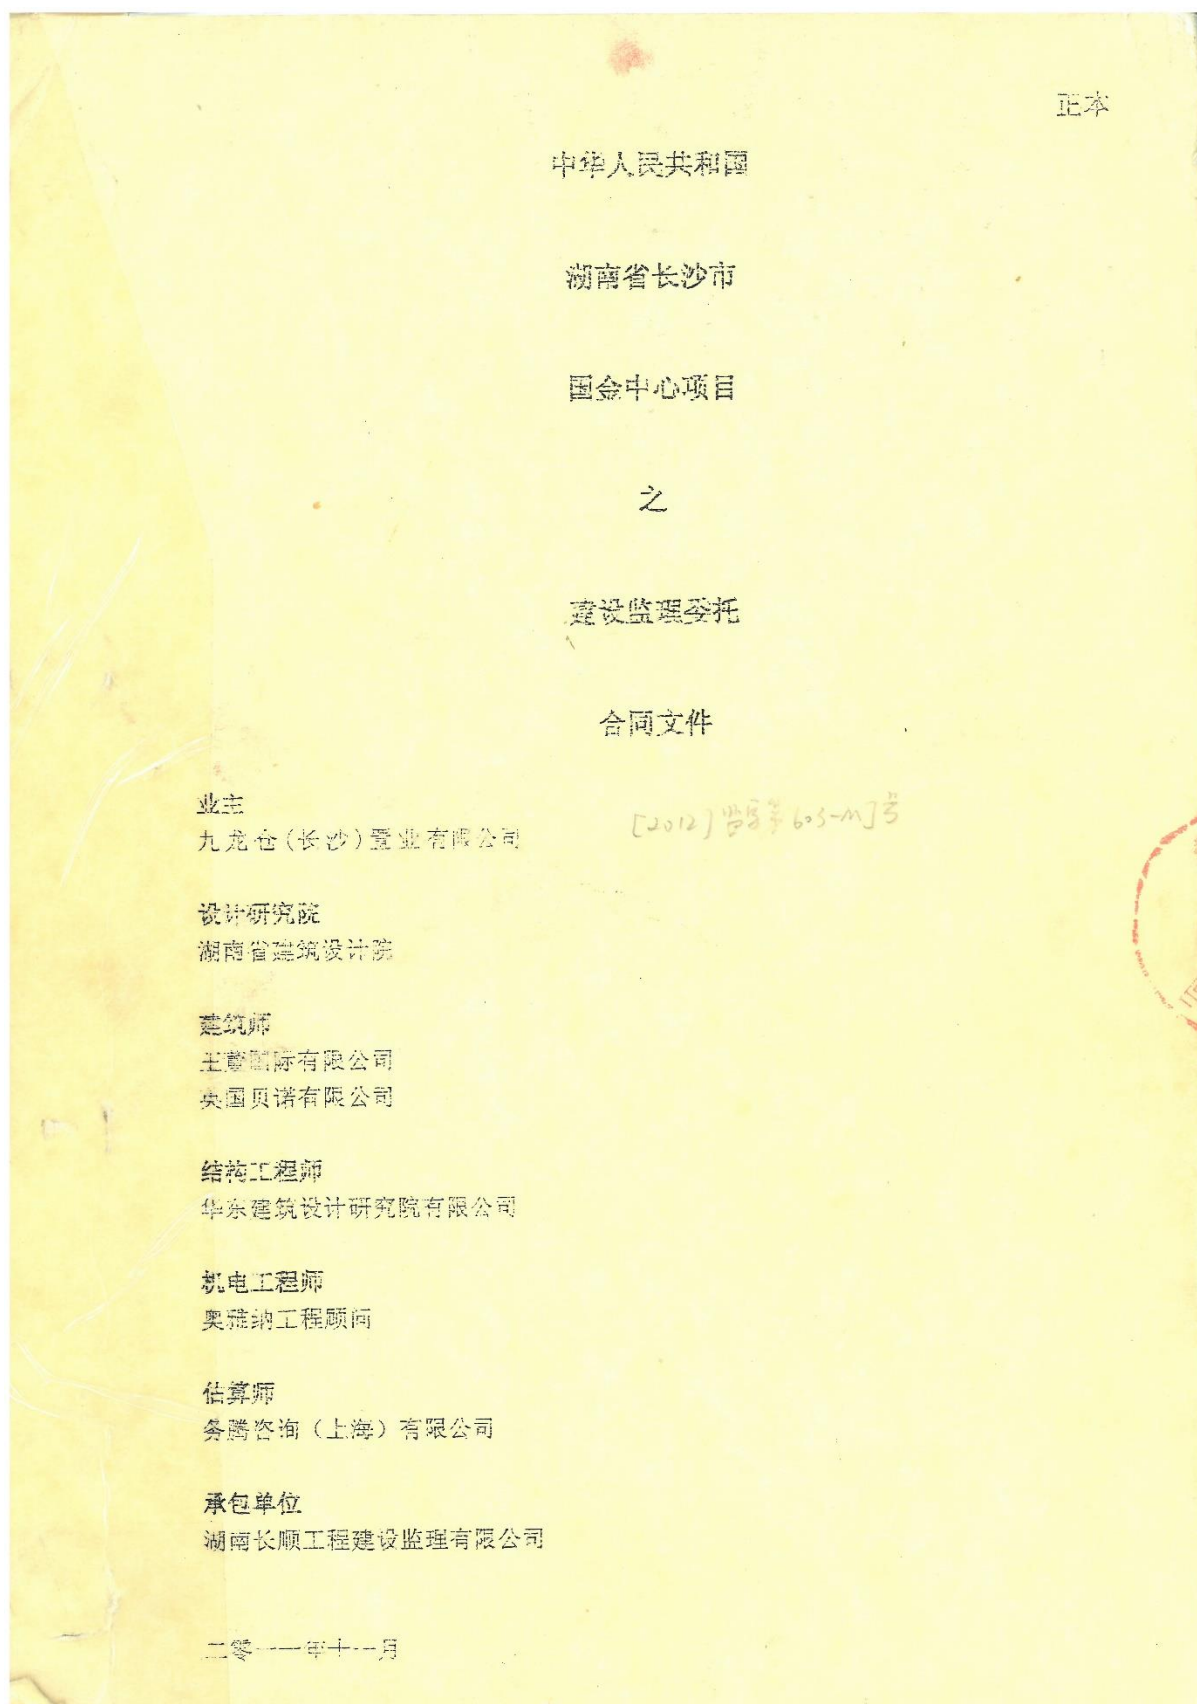 正本
中华人民共和国
湖南省长沙市
国金中心项目
之
建设监理委托
合同文件
业主
九龙仓(长沙)置业有限公司
[2012]
号
设计研究院
湖南省建筑设计院
建筑师
王董国际有限公司
英国贝诺有限公司
结构工程师
华东建筑设计研究院有限公司
机电工程师
奥雅纳工程顾问
估算师
务腾咨询（上海）有限公司
承包单位
湖南长顺工程建设监理有限公司
二零一一年十一月